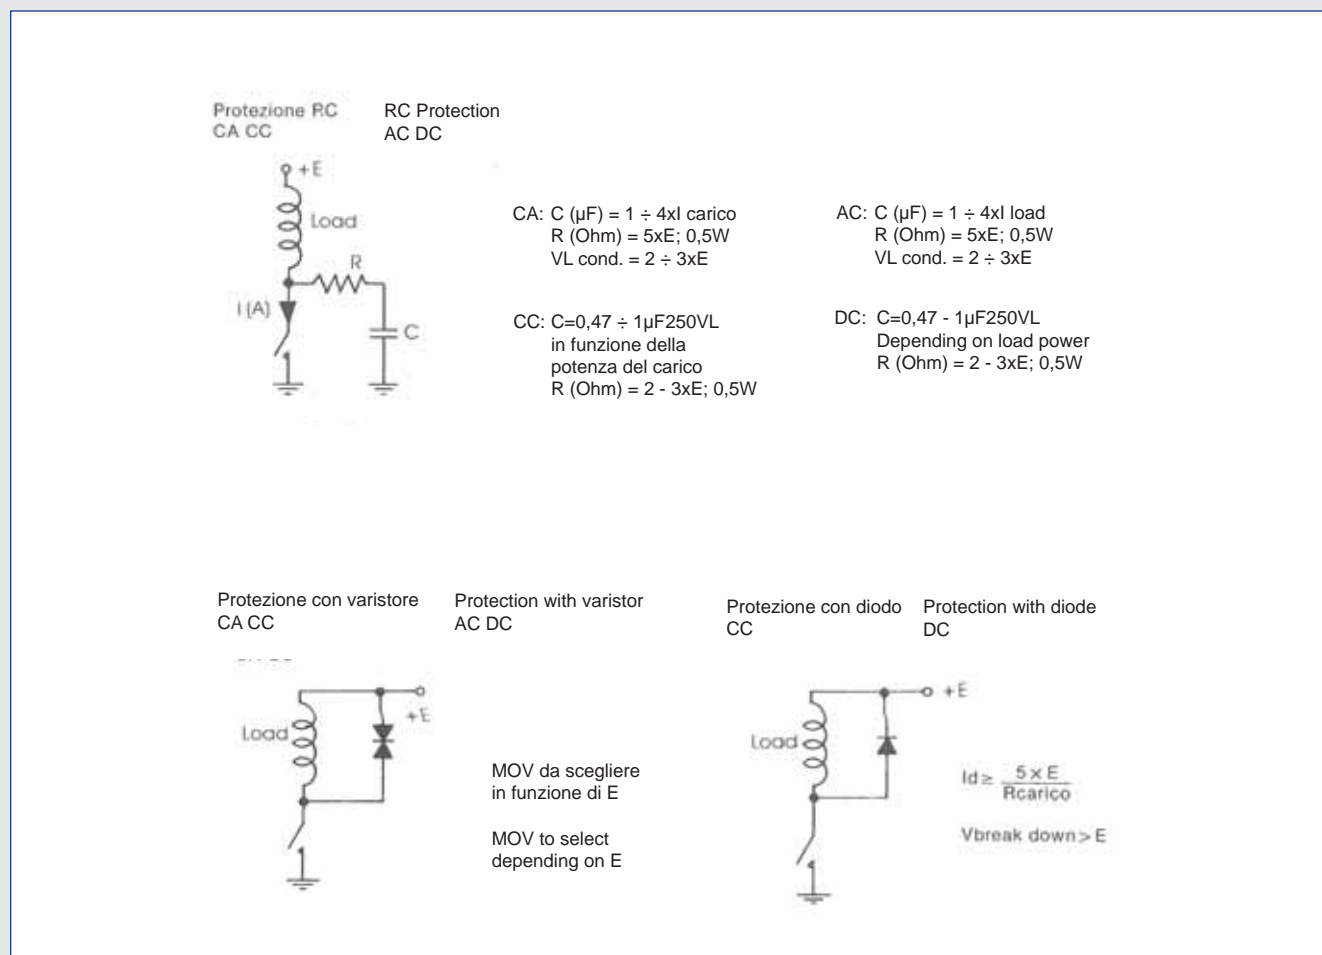 Protezione RC
CA CC
RC Protection
AC DC
+E
Load
R
I (A)
C
CA: C (µF) = 1 ÷ 4xI carico
R (Ohm) = 5xE; 0,5W
VL cond. = 2 ÷ 3xE
CC: C=0,47 ÷ 1µF250VL
in funzione della
potenza del carico
R (Ohm) = 2 - 3xE; 0,5W
AC: C (µF) = 1 ÷ 4xI load
R (Ohm) = 5xE; 0,5W
VL cond. = 2 ÷ 3xE
DC: C=0,47 - 1µF250VL
Depending on load power
R (Ohm) = 2 - 3xE; 0,5W
Protezione con varistore
CA CC
Protection with varistor
AC DC
+E
Load
MOV da scegliere
in funzione di E
MOV to select
depending on E
Protezione con diodo
CC
Protection with diode
DC
+E
Load
Id ≥ 5 x E
Rcarico
Vbreak down > E